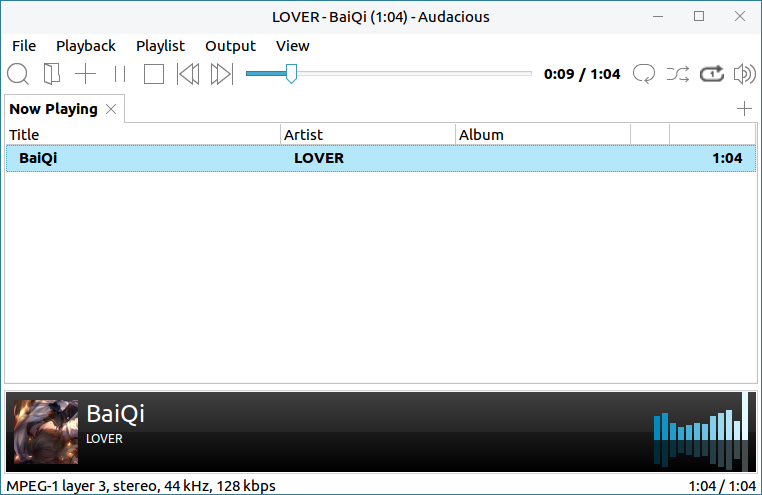 LOVER - BaiQi (1:04) - Audacious
File Playback Playlist Output View
0:09 / 1:04 1
Now Playing
Title Artist Album
BaiQi LOVER 1:04
BaiQi
LOVER
MPEG-1 layer 3, stereo, 44 kHz, 128 kbps 1:04 / 1:04